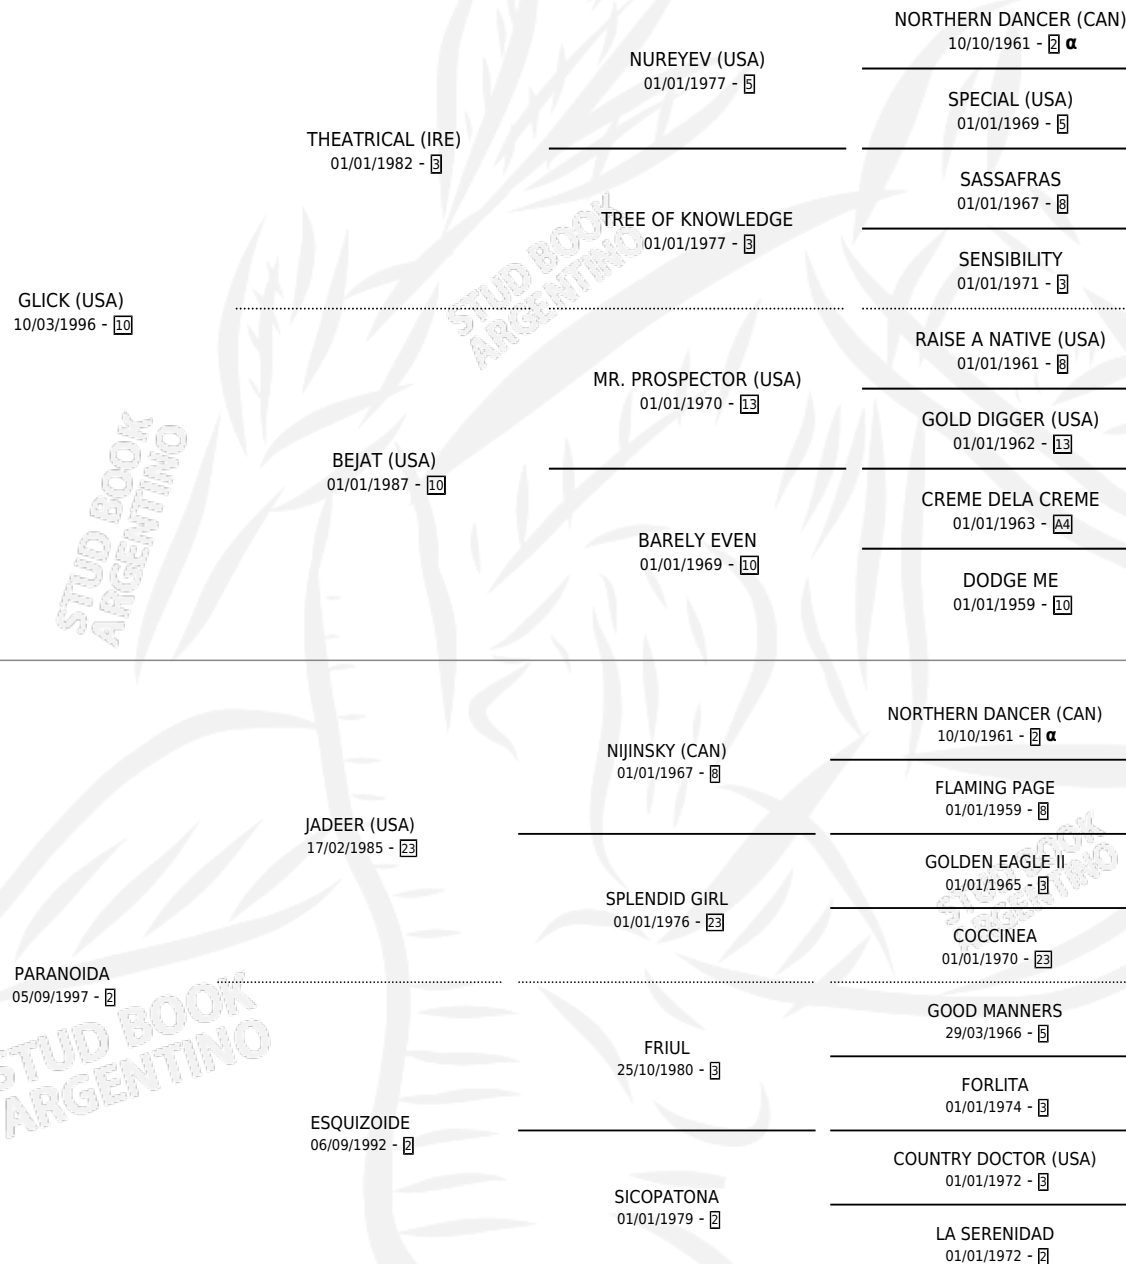 NORTHERN DANCER (CAN)
10/10/1961 - 2 α
NUREYEV (USA)
01/01/1977 - 5
SPECIAL (USA)
01/01/1969 - 5
THEATRICAL (IRE)
01/01/1982 - 3
SASSAFRAS
01/01/1967 - 8
TREE OF KNOWLEDGE
01/01/1977 - 3
SENSIBILITY
01/01/1971 - 3
GLICK (USA)
10/03/1996 - 10
RAISE A NATIVE (USA)
01/01/1961 - 8
MR. PROSPECTOR (USA)
01/01/1970 - 13
GOLD DIGGER (USA)
01/01/1962 - 13
BEJAT (USA)
01/01/1987 - 10
CREME DELA CREME
01/01/1963 - A4
BARELY EVEN
01/01/1969 - 10
DODGE ME
01/01/1959 - 10
NORTHERN DANCER (CAN)
10/10/1961 - 2 α
NIJINSKY (CAN)
01/01/1967 - 8
FLAMING PAGE
01/01/1959 - 8
JADEER (USA)
17/02/1985 - 23
GOLDEN EAGLE II
01/01/1965 - 3
SPLENDID GIRL
01/01/1976 - 23
COCCINEA
01/01/1970 - 23
PARANOIDA
05/09/1997 - 2
GOOD MANNERS
29/03/1966 - 5
FRIUL
25/10/1980 - 3
FORLITA
01/01/1974 - 3
ESQUIZOIDE
06/09/1992 - 2
COUNTRY DOCTOR (USA)
01/01/1972 - 3
SICOPATONA
01/01/1979 - 2
LA SERENIDAD
01/01/1972 - 2
STUD BOOK
ARGENTINO
STUD BOOK
ARGENTINO
STUD BOOK
ARGENTINO
STUD BOOK
ARGENTINO